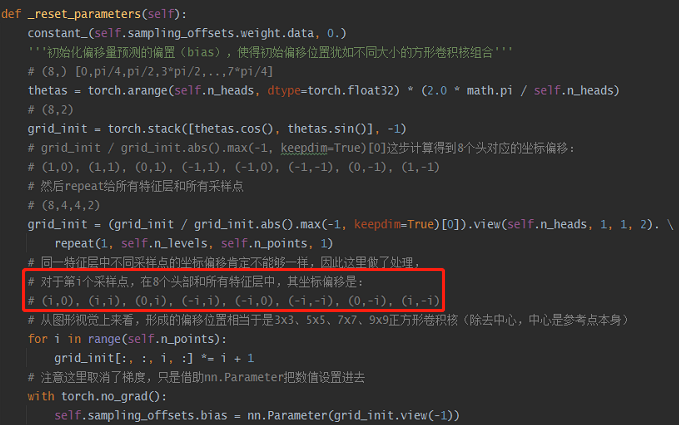 def _reset_parameters(self):
constant_(self.sampling_offsets.weight.data, 0.)
'''初始化偏移量预测的偏置（bias），使得初始偏移位置犹如不同大小的方形卷积核组合'''
# (8,) [0,pi/4,pi/2,3*pi/2,..,7*pi/4]
thetas = torch.arange(self.n_heads, dtype=torch.float32) * (2.0 * math.pi / self.n_heads)
# (8,2)
grid_init = torch.stack([thetas.cos(), thetas.sin()], -1)
# grid_init / grid_init.abs().max(-1, keepdim=True)[0]这步计算得到8个头对应的坐标偏移：
# (1,0), (1,1), (0,1), (-1,1), (-1,0), (-1,-1), (0,-1), (1,-1)
# 然后repeat给所有特征层和所有采样点
# (8,4,4,2)
grid_init = (grid_init / grid_init.abs().max(-1, keepdim=True)[0]).view(self.n_heads, 1, 1, 2). \
repeat(1, self.n_levels, self.n_points, 1)
# 同一特征层中不同采样点的坐标偏移肯定不能够一样，因此这里做了处理，
# 对于第i个采样点，在8个头部和所有特征层中，其坐标偏移是：
# (i,0), (i,i), (0,i), (-i,i), (-i,0), (-i,-i), (0,-i), (i,-i)
# 从图形视觉上来看，形成的偏移位置相当于是3x3、5x5、7x7、9x9正方形卷积核（除去中心，中心是参考点本身）
for i in range(self.n_points):
grid_init[:, :, i, :] *= i + 1
# 注意这里取消了梯度，只是借助nn.Parameter把数值设置进去
with torch.no_grad():
self.sampling_offsets.bias = nn.Parameter(grid_init.view(-1))